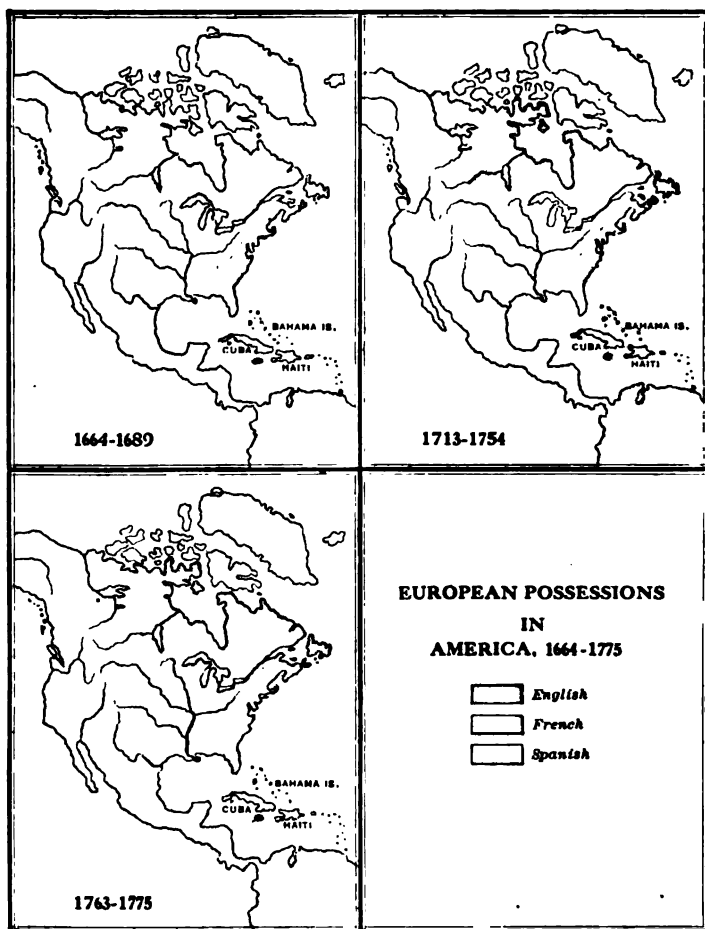 BAHAMA IS.
CUBA
HAITI
1664-1689
BAHAMA IS.
CUBA
HAITI
1713-1754
BAHAMA IS.
CUBA
HAITI
1763-1775
EUROPEAN POSSESSIONS
IN
AMERICA, 1664-1775
English
French
Spanish